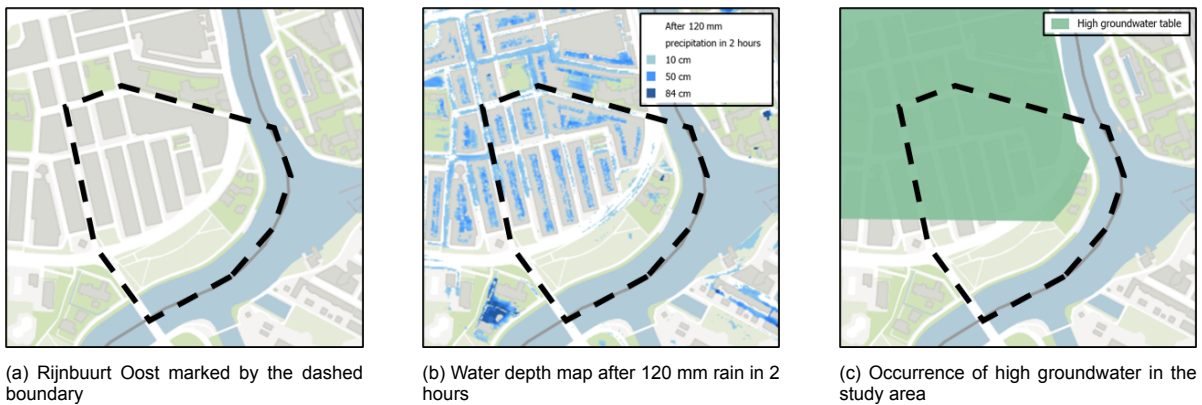 After 120 mm
precipitation in 2 hours
10 cm
50 cm
84 cm
High groundwater table
(a) Rijnbuurt Oost marked by the dashed
boundary
(b) Water depth map after 120 mm rain in 2
hours
(c) Occurrence of high groundwater in the
study area